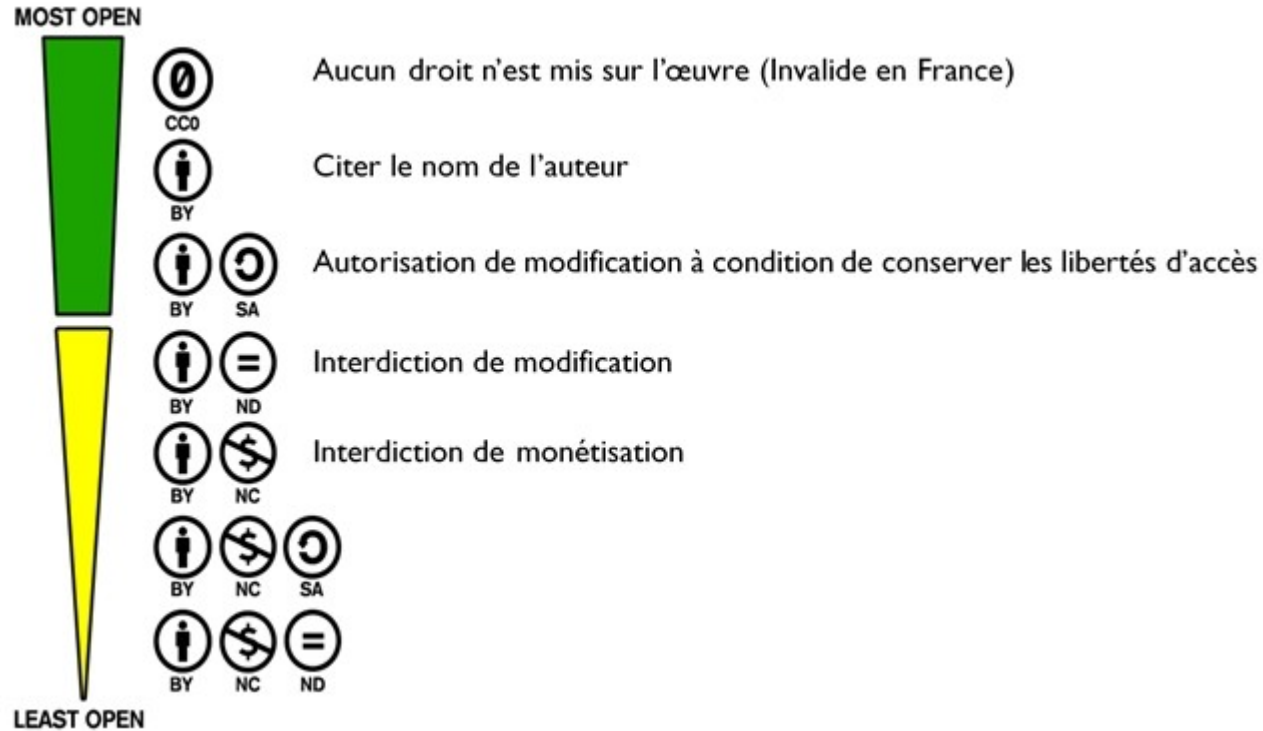 MOST OPEN
0
CC0
Aucun droit n'est mis sur l'œuvre (Invalide en France)
BY
Citer le nom de l'auteur
BY SA
Autorisation de modification à condition de conserver les libertés d'accès
= 
BY ND
Interdiction de modification
$
BY NC
Interdiction de monétisation
$
BY NC SA
$ =
BY NC ND
LEAST OPEN